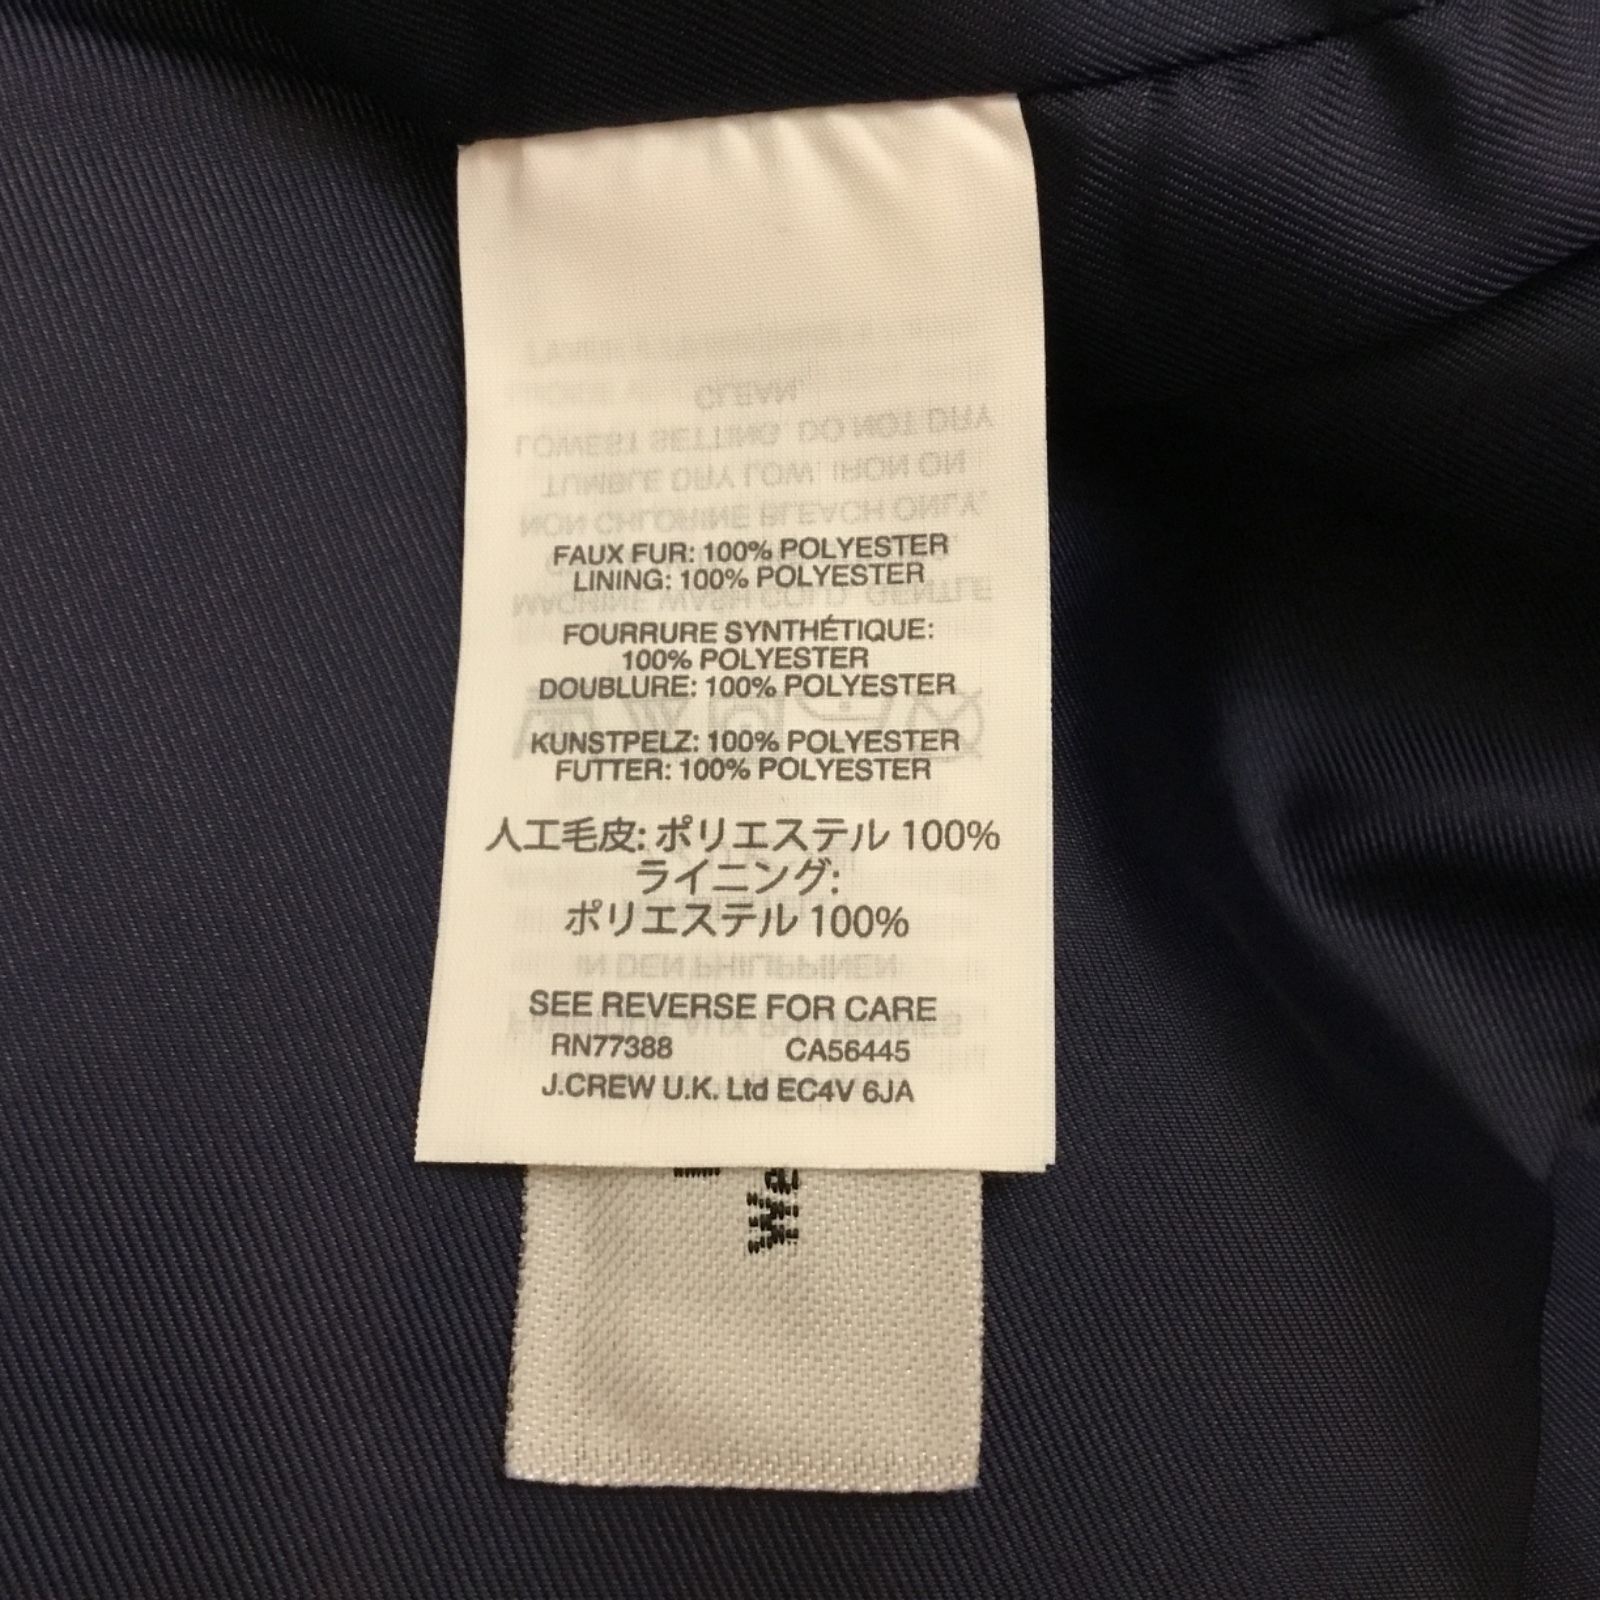 FAUX FUR: 100% POLYESTER
LINING: 100% POLYESTER
FOURRURE SYNTHÉTIQUE:
100% POLYESTER
DOUBLURE: 100% POLYESTER
KUNSTPELZ: 100% POLYESTER
FUTTER: 100% POLYESTER
人工毛皮: ポリエステル 100%
ライニング:
ポリエステル 100%
SEE REVERSE FOR CARE
RN77388 CA56445
J.CREW U.K. Ltd EC4V 6JA